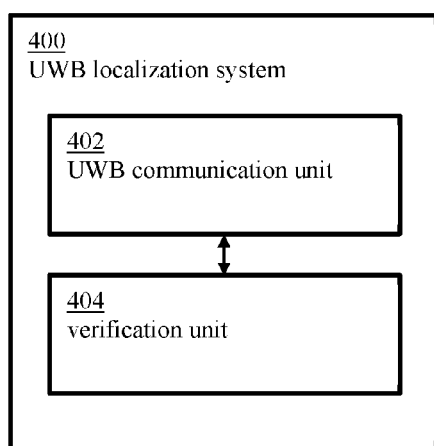 400
UWB localization system
402
UWB communication unit
404
verification unit